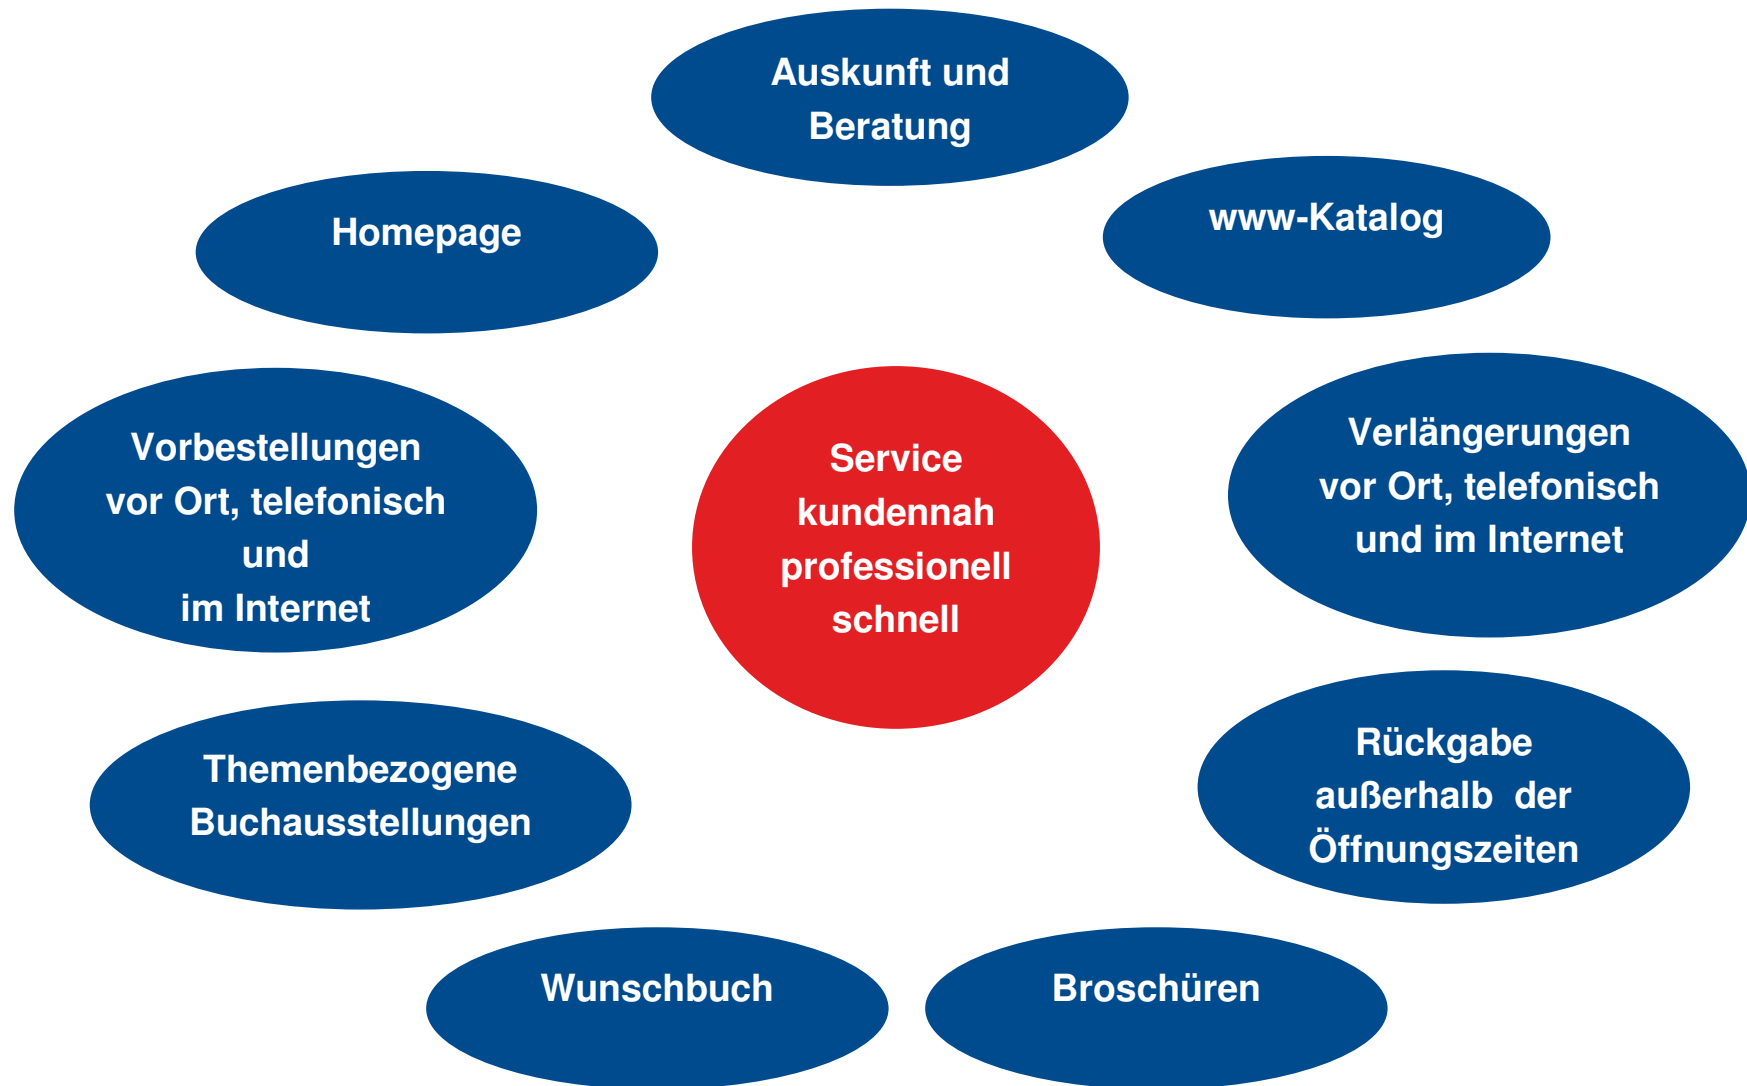 Auskunft und
Beratung
Homepage
www-Katalog
Vorbestellungen
vor Ort, telefonisch
und
im Internet
Service
kundennah
professionell
schnell
Verlängerungen
vor Ort, telefonisch
und im Internet
Themenbezogene
Buchausstellungen
Rückgabe
außerhalb  der
Öffnungszeiten
Wunschbuch
Broschüren